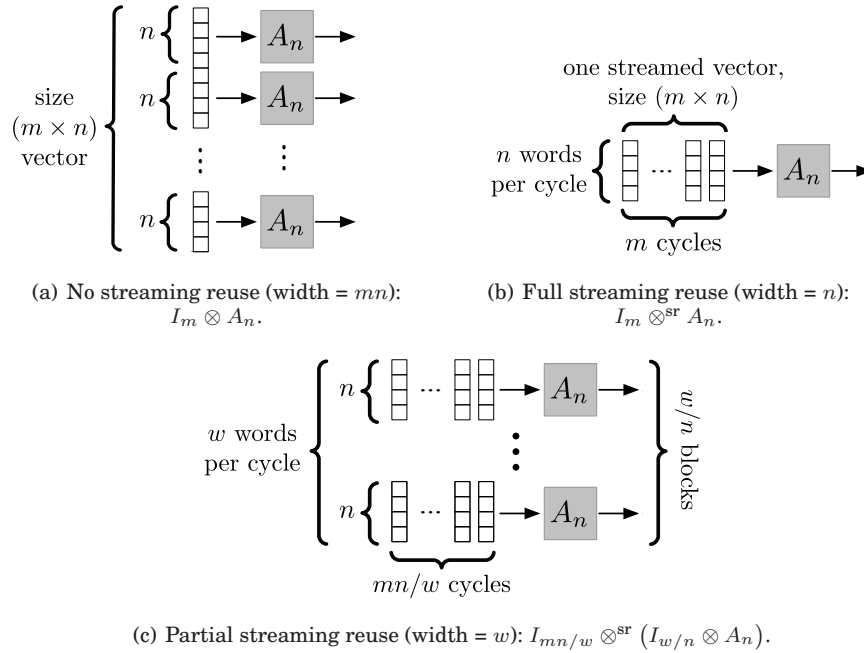 size
(m × n)
vector
n
n
n
A_n
A_n
A_n
one streamed vector,
size (m × n)
n words
per cycle
A_n
m cycles
(a) No streaming reuse (width = mn):
I_m ⊗ A_n.
(b) Full streaming reuse (width = n):
I_m ⊗^sr A_n.
w words
per cycle
n
n
A_n
A_n
w/n blocks
mn/w cycles
(c) Partial streaming reuse (width = w): I_{mn/w} ⊗^sr (I_{w/n} ⊗ A_n).